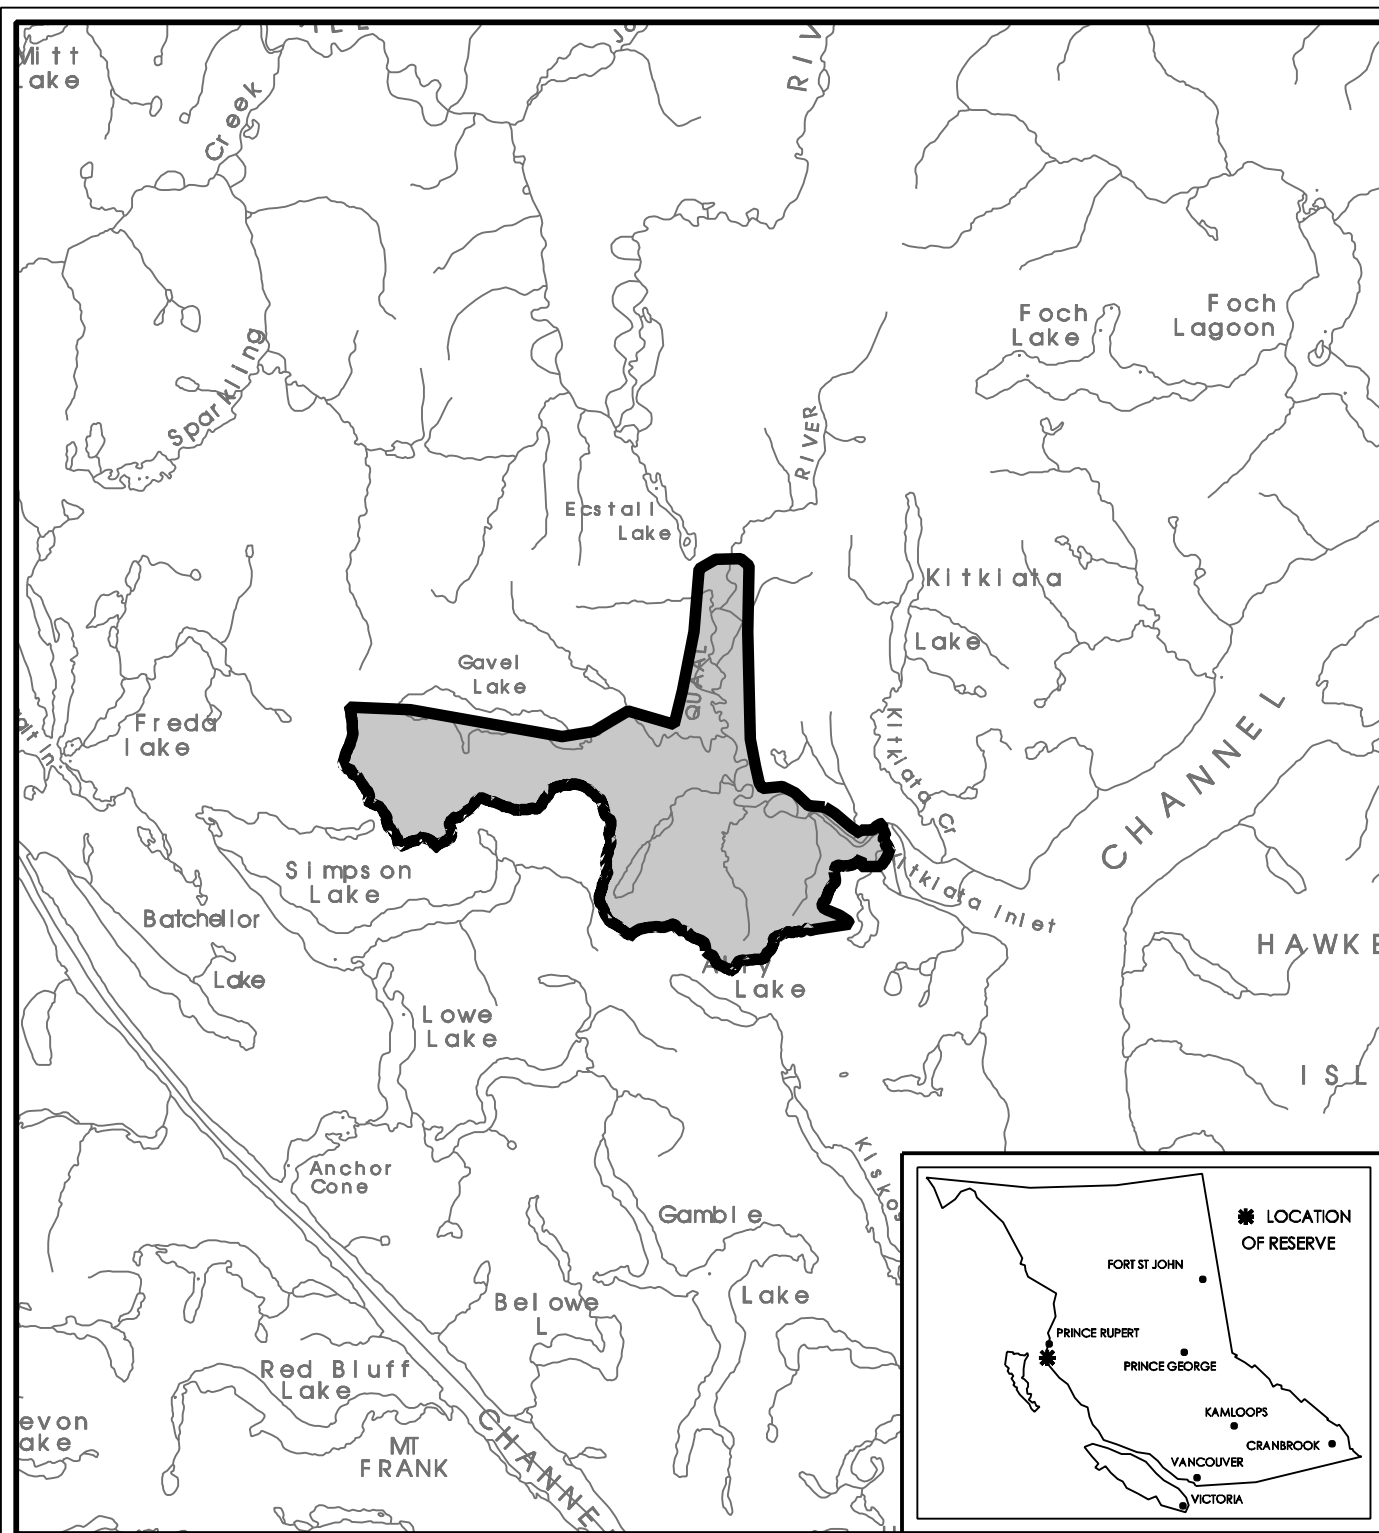 RIV
Mitt
Lake
Creek
Foch
Lake
Foch
Lagoon
Sparkling
RIVER
Ecstall
Lake
Kitkiata
Lake
Gavel
Lake
QUAAL
Freda
lake
Kitkiata Cr
CHANNEL
Simpson
Lake
Kitkiata Inlet
Batchellor
Lake
HAWKE
Lake
Lowe
Lake
ISL
Anchor
Cone
Kisko
Gamble
Lake
Belowe
L
Red Bluff
Lake
evon
ake
MT
FRANK
CHANNE
LOCATION
OF RESERVE
FORT ST JOHN
PRINCE RUPERT
PRINCE GEORGE
KAMLOOPS
CRANBROOK
VANCOUVER
VICTORIA